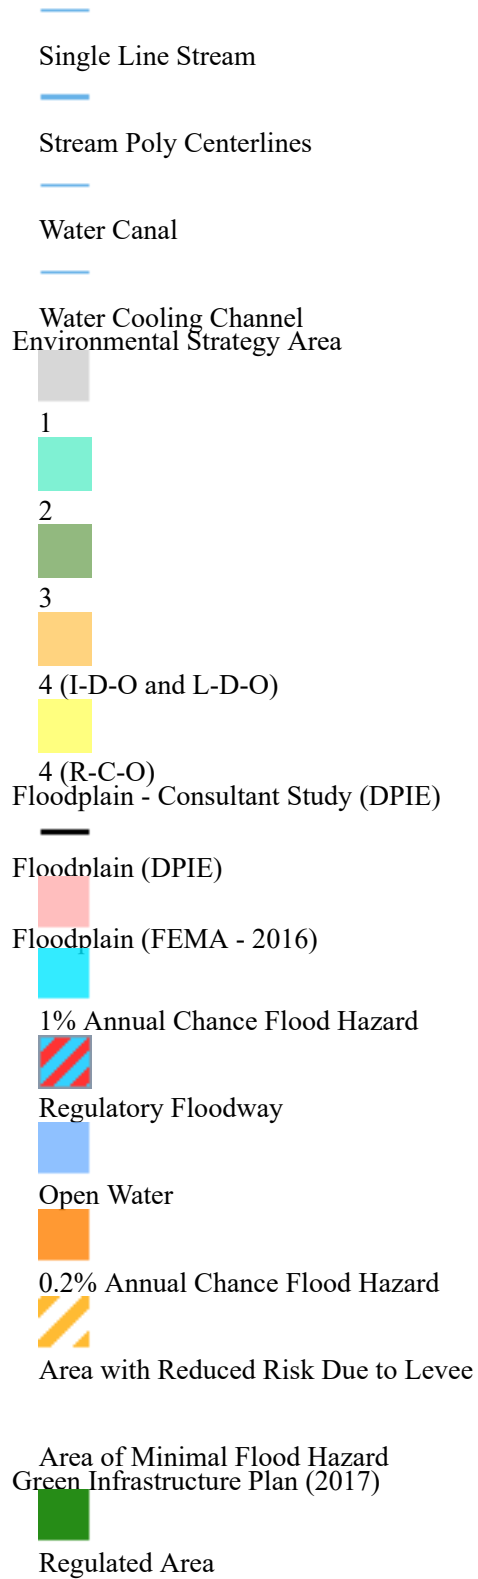 Single Line Stream
Stream Poly Centerlines
Water Canal
Water Cooling Channel
Environmental Strategy Area
1
2
3
4 (I-D-O and L-D-O)
4 (R-C-O)
Floodplain - Consultant Study (DPIE)
Floodplain (DPIE)
Floodplain (FEMA - 2016)
1% Annual Chance Flood Hazard
Regulatory Floodway
Open Water
0.2% Annual Chance Flood Hazard
Area with Reduced Risk Due to Levee
Area of Minimal Flood Hazard
Green Infrastructure Plan (2017)
Regulated Area